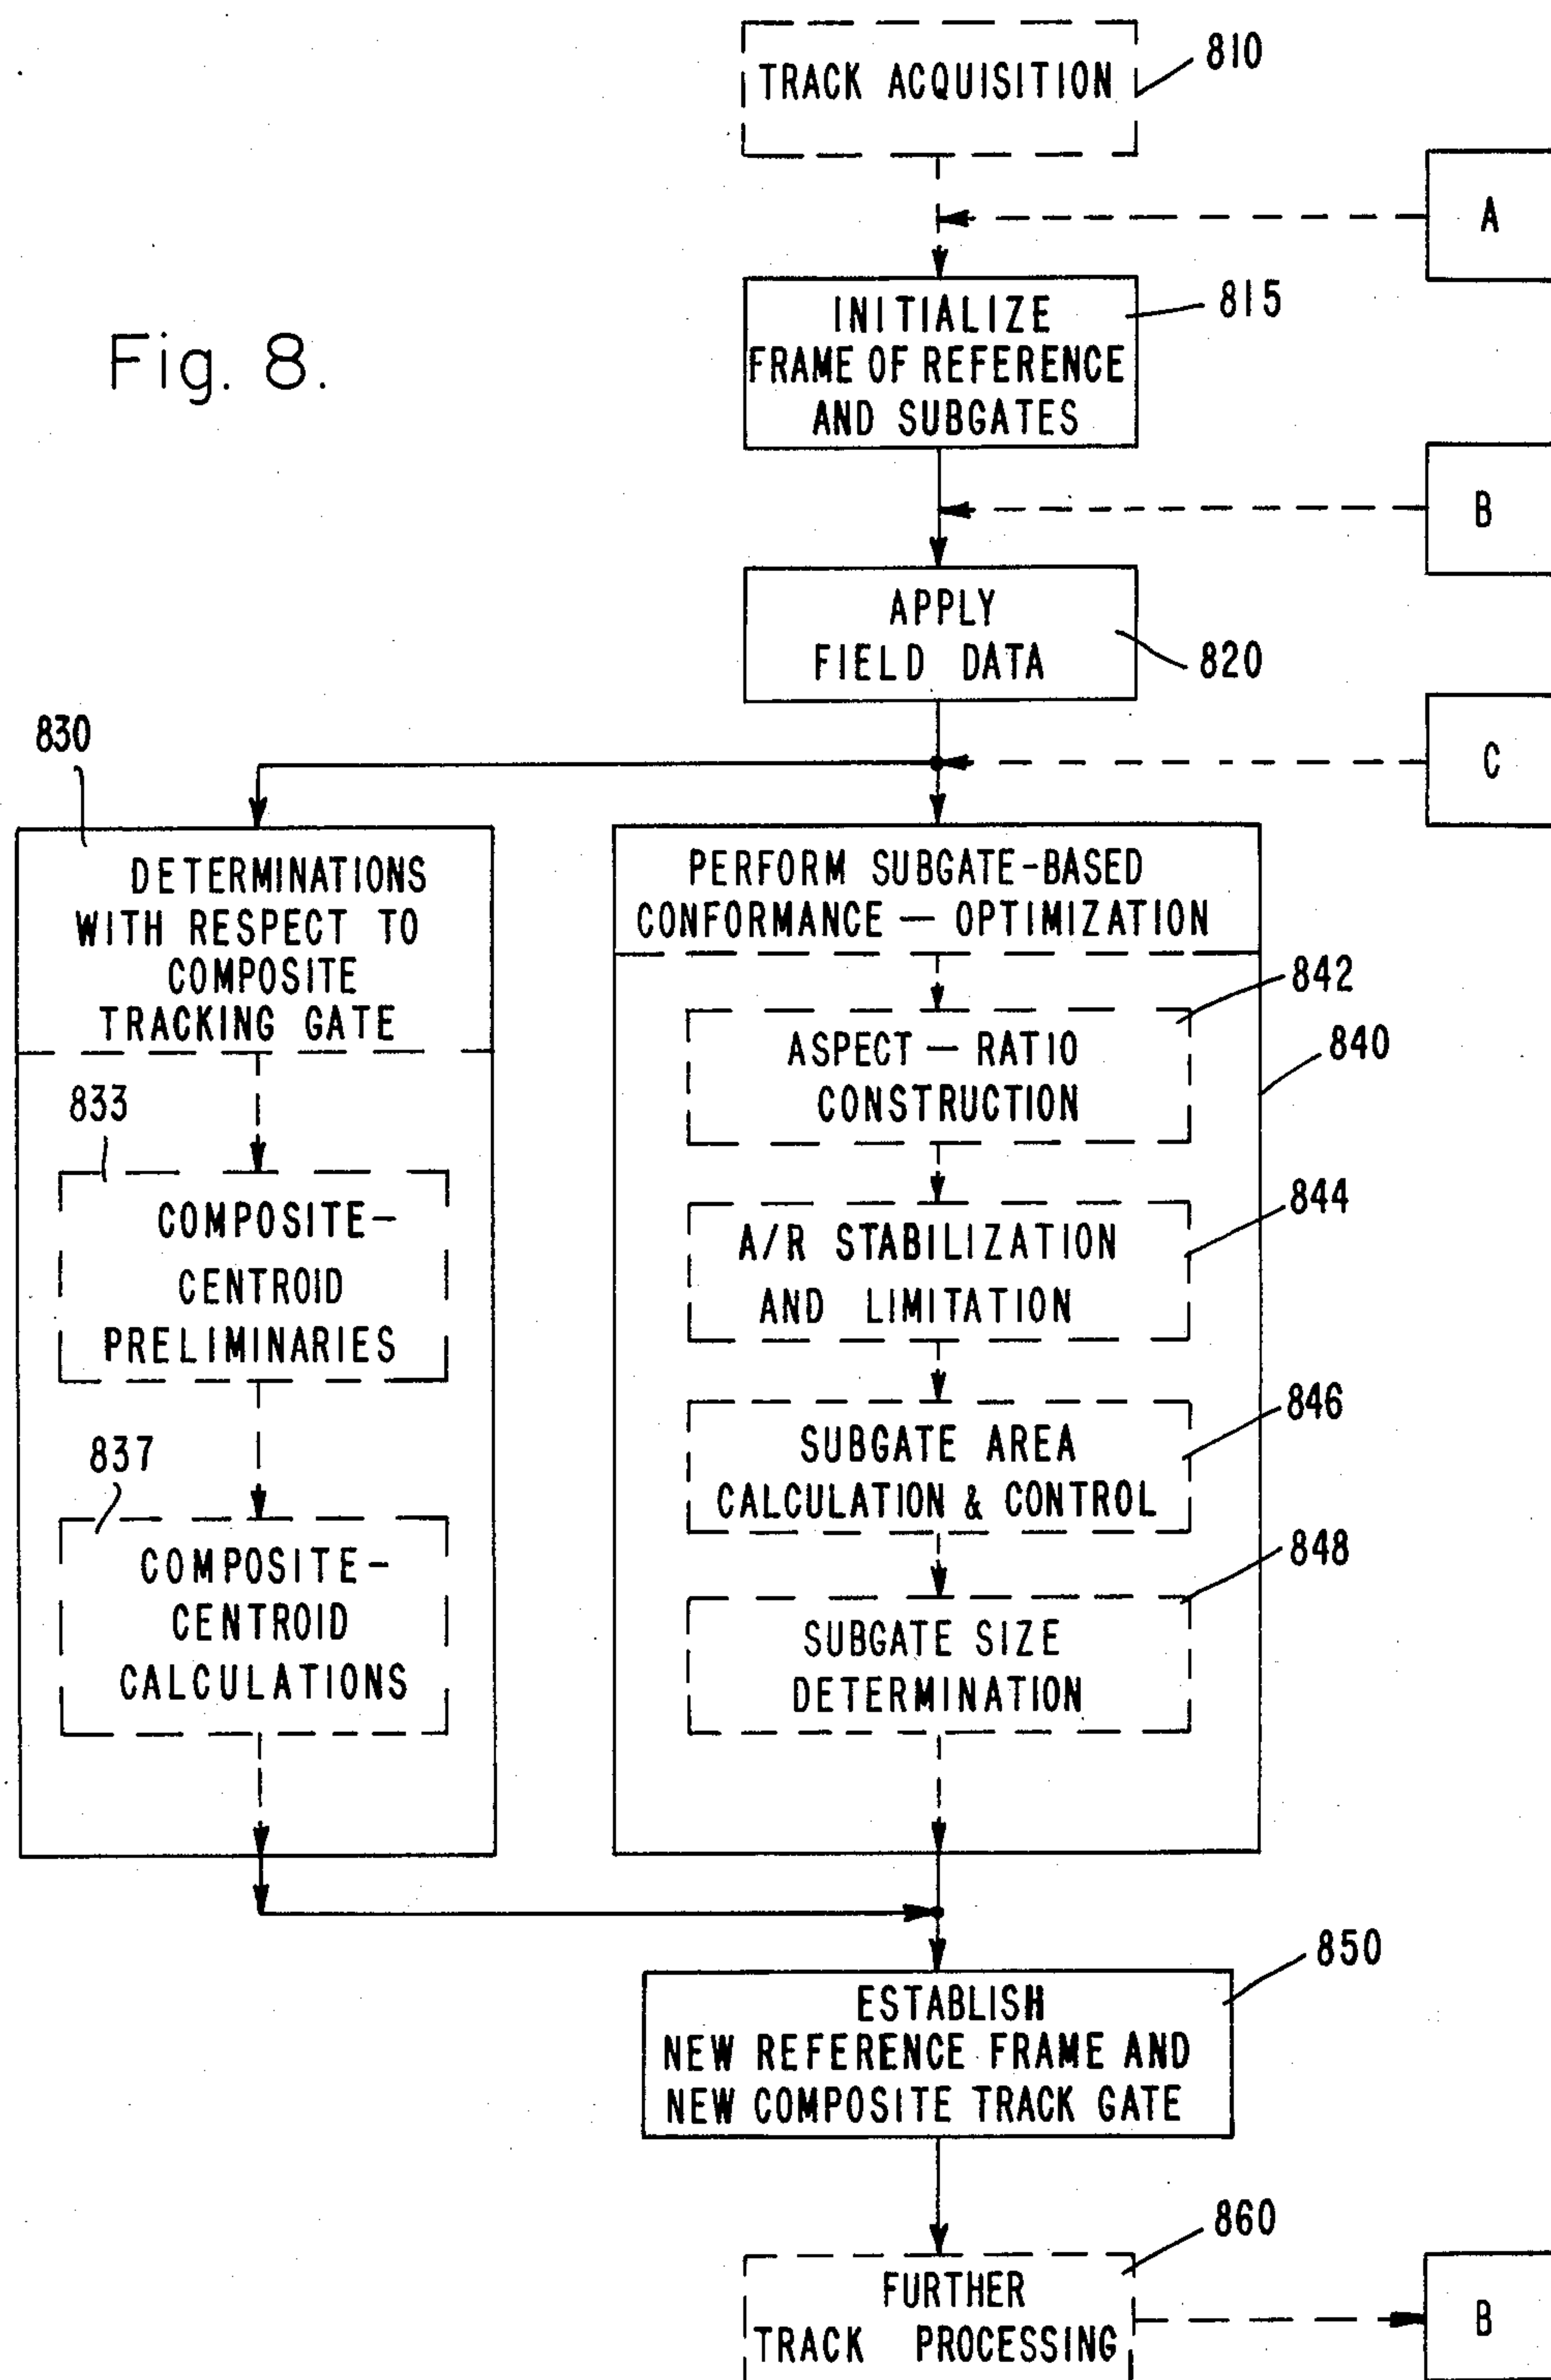 TRACK ACQUISITION
810
A
INITIALIZE
FRAME OF REFERENCE
AND SUBGATES
815
Fig. 8.
B
APPLY
FIELD DATA
820
C
830
DETERMINATIONS
WITH RESPECT TO
COMPOSITE
TRACKING GATE
833
COMPOSITE-
CENTROID
PRELIMINARIES
837
COMPOSITE-
CENTROID
CALCULATIONS
PERFORM SUBGATE-BASED
CONFORMANCE — OPTIMIZATION
842
ASPECT — RATIO
CONSTRUCTION
840
844
A/R STABILIZATION
AND LIMITATION
846
SUBGATE AREA
CALCULATION & CONTROL
848
SUBGATE SIZE
DETERMINATION
850
ESTABLISH
NEW REFERENCE FRAME AND
NEW COMPOSITE TRACK GATE
860
FURTHER
TRACK PROCESSING
B